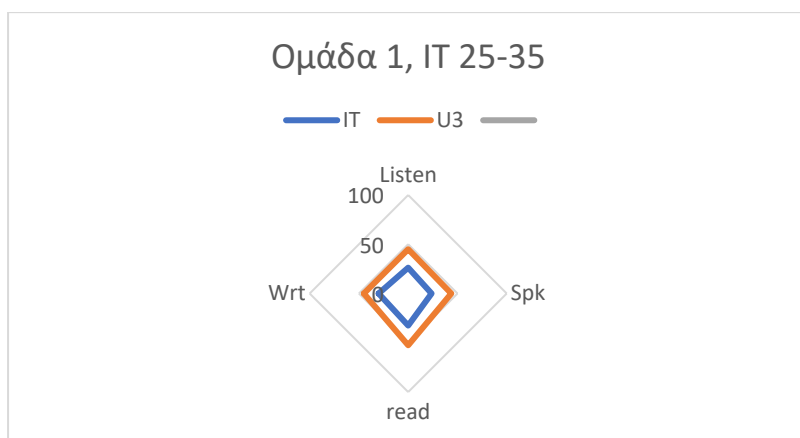 Ομάδα 1, IT 25-35
IT U3
Listen
100
50
Wrt 0 Spk
read